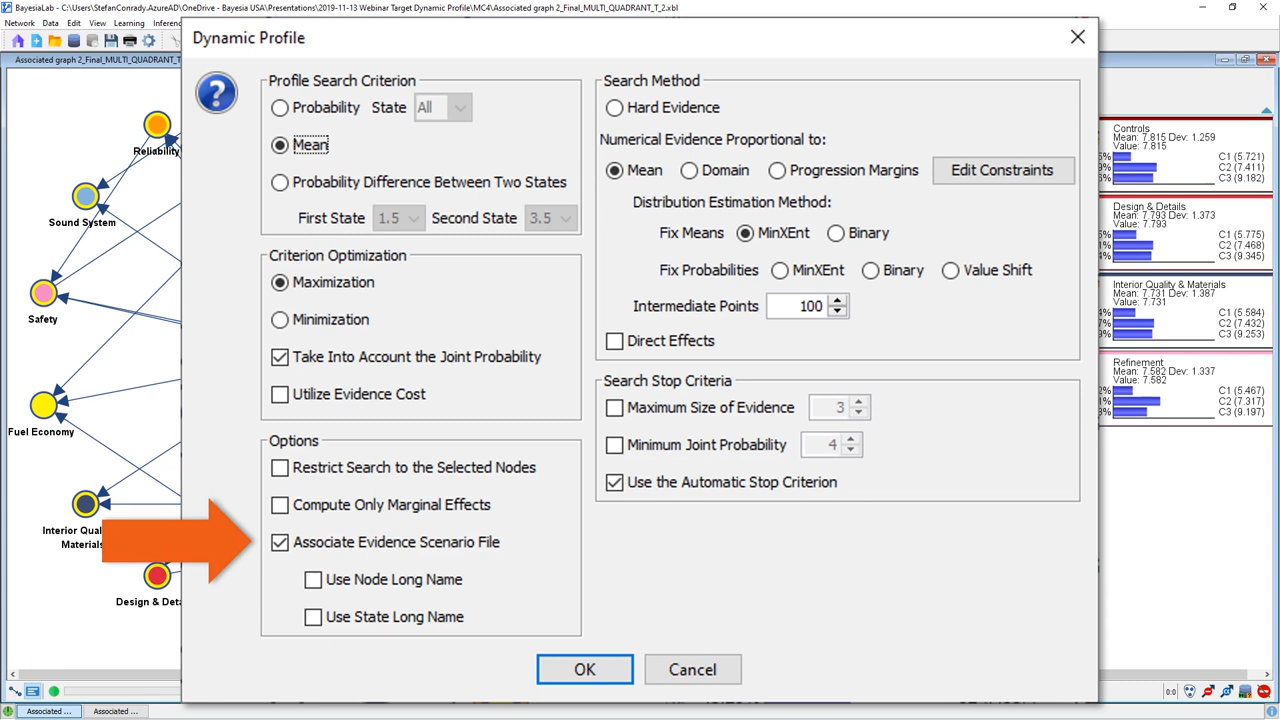 BayesiaLab - C:\Users\StefanConrady.AzureAD\OneDrive - Bayesia USA\Presentations\2019-11-13 Webinar Target Dynamic Profile\MC4\Associated graph 2_Final_MULTI_QUADRANT_T_2.xbl
Network Data Edit View Learning Inference
Associated graph 2_Final_MULTI_QUADRANT_T_2
Dynamic Profile
Profile Search Criterion
Probability State All
Mean
Probability Difference Between Two States
First State 1.5 Second State 3.5
Criterion Optimization
Maximization
Minimization
Take Into Account the Joint Probability
Utilize Evidence Cost
Options
Restrict Search to the Selected Nodes
Compute Only Marginal Effects
Associate Evidence Scenario File
Use Node Long Name
Use State Long Name
Search Method
Hard Evidence
Numerical Evidence Proportional to:
Mean Domain Progression Margins Edit Constraints
Distribution Estimation Method:
Fix Means MinXEnt Binary
Fix Probabilities MinXEnt Binary Value Shift
Intermediate Points 100
Direct Effects
Search Stop Criteria
Maximum Size of Evidence 3
Minimum Joint Probability 4
Use the Automatic Stop Criterion
OK Cancel
Reliability
Sound System
Safety
Fuel Economy
Interior Qu
Materials
Design & Deta
Controls
Mean: 7.815 Dev: 1.259
Value: 7.815
C1 (5.721)
C2 (7.411)
C3 (9.182)
Design & Details
Mean: 7.793 Dev: 1.373
Value: 7.793
C1 (5.775)
C2 (7.468)
C3 (9.345)
Interior Quality & Materials
Mean: 7.731 Dev: 1.387
Value: 7.731
C1 (5.584)
C2 (7.432)
C3 (9.253)
Refinement
Mean: 7.582 Dev: 1.337
Value: 7.582
C1 (5.467)
C2 (7.317)
C3 (9.197)
0:0
Associated ... Associated ...